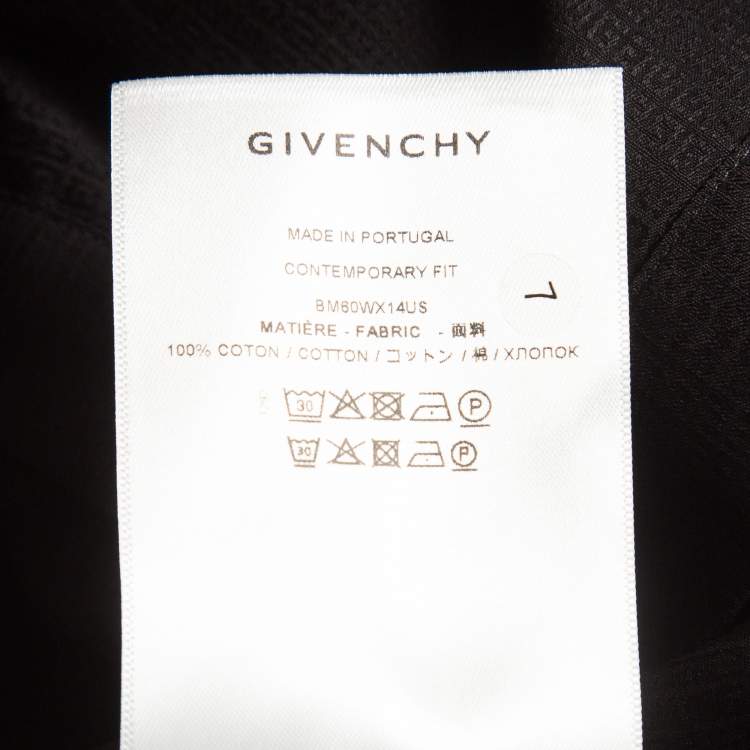 GIVENCHY
MADE IN PORTUGAL
CONTEMPORARY FIT
BM60WX14US
MATIÈRE - FABRIC - 面料
100% COTON / COTTON / コットン / 棉 / ХЛОПОК
30 P
30 P
7